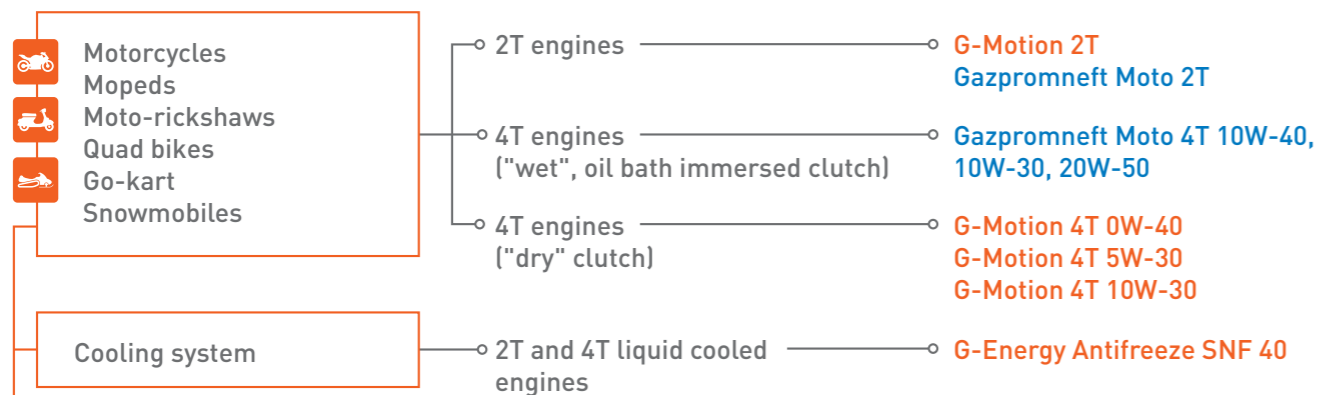 Motorcycles
Mopeds
Moto-rickshaws
Quad bikes
Go-kart
Snowmobiles
2T engines
G-Motion 2T
Gazpromneft Moto 2T
4T engines
("wet", oil bath immersed clutch)
Gazpromneft Moto 4T 10W-40,
10W-30, 20W-50
4T engines
("dry" clutch)
G-Motion 4T 0W-40
G-Motion 4T 5W-30
G-Motion 4T 10W-30
Cooling system
2T and 4T liquid cooled
engines
G-Energy Antifreeze SNF 40